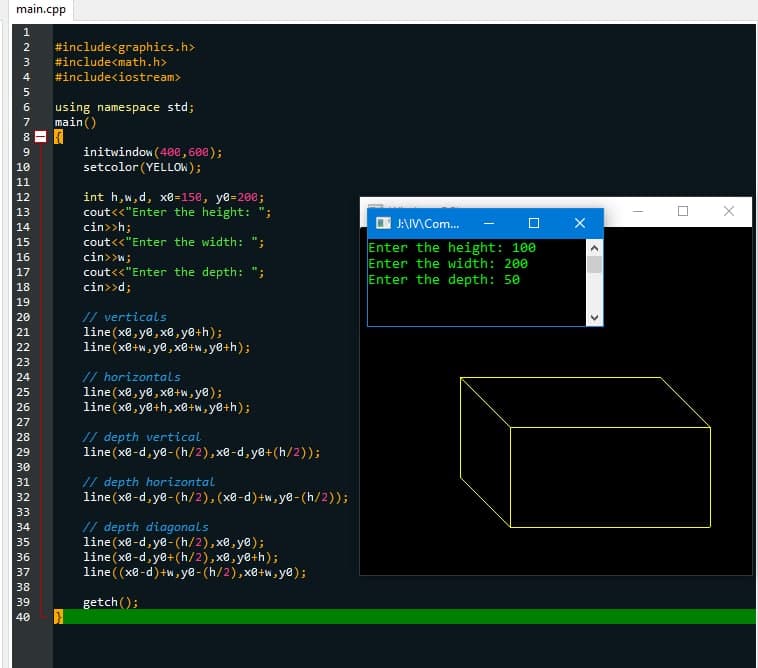 main.cpp
1
2 #include<graphics.h>
3 #include<math.h>
4 #include<iostream>
5
6 using namespace std;
7 main()
8 {
9 initwindow(400,600);
10 setcolor(YELLOW);
11
12 int h,w,d, x0=150, y0=200;
13 cout<<"Enter the height: ";
14 cin>>h;
15 cout<<"Enter the width: ";
16 cin>>w;
17 cout<<"Enter the depth: ";
18 cin>>d;
19
20 // verticals
21 line(x0,y0,x0,y0+h);
22 line(x0+w,y0,x0+w,y0+h);
23
24 // horizontals
25 line(x0,y0,x0+w,y0);
26 line(x0,y0+h,x0+w,y0+h);
27
28 // depth vertical
29 line(x0-d,y0-(h/2),x0-d,y0+(h/2));
30
31 // depth horizontal
32 line(x0-d,y0-(h/2),(x0-d)+w,y0-(h/2));
33
34 // depth diagonals
35 line(x0-d,y0-(h/2),x0,y0);
36 line(x0-d,y0+(h/2),x0,y0+h);
37 line((x0-d)+w,y0-(h/2),x0+w,y0);
38
39 getch();
40 }
J:\IV\Com...
Enter the height: 100
Enter the width: 200
Enter the depth: 50